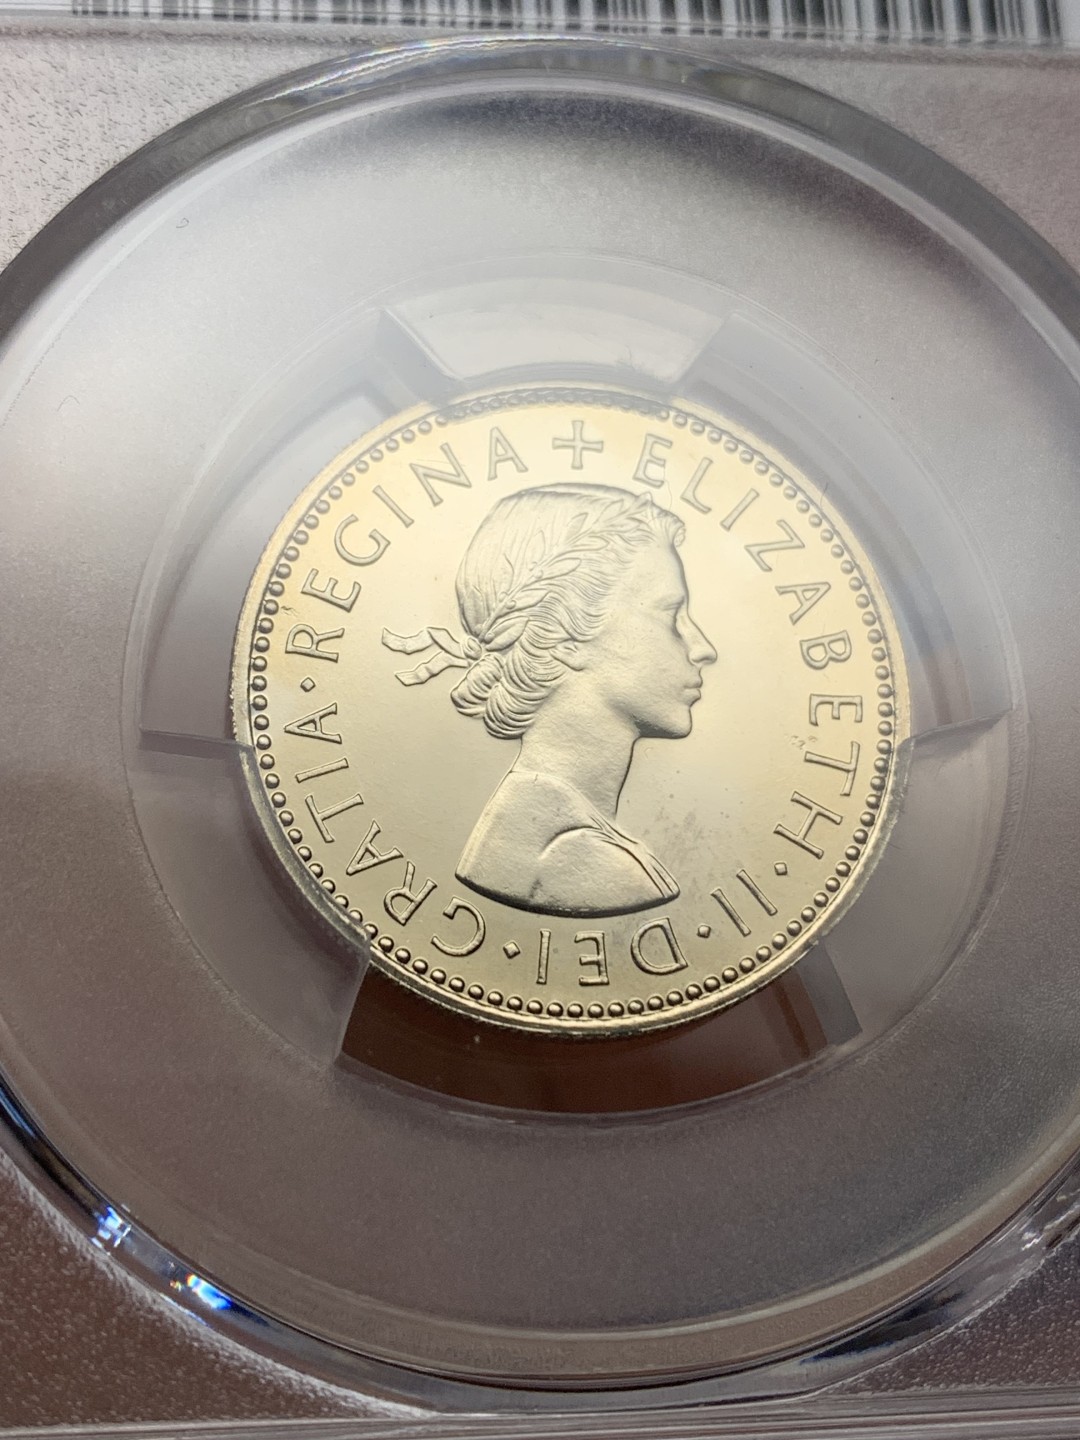 + ELIZABETH · II · DEI · GRATIA · REGINA